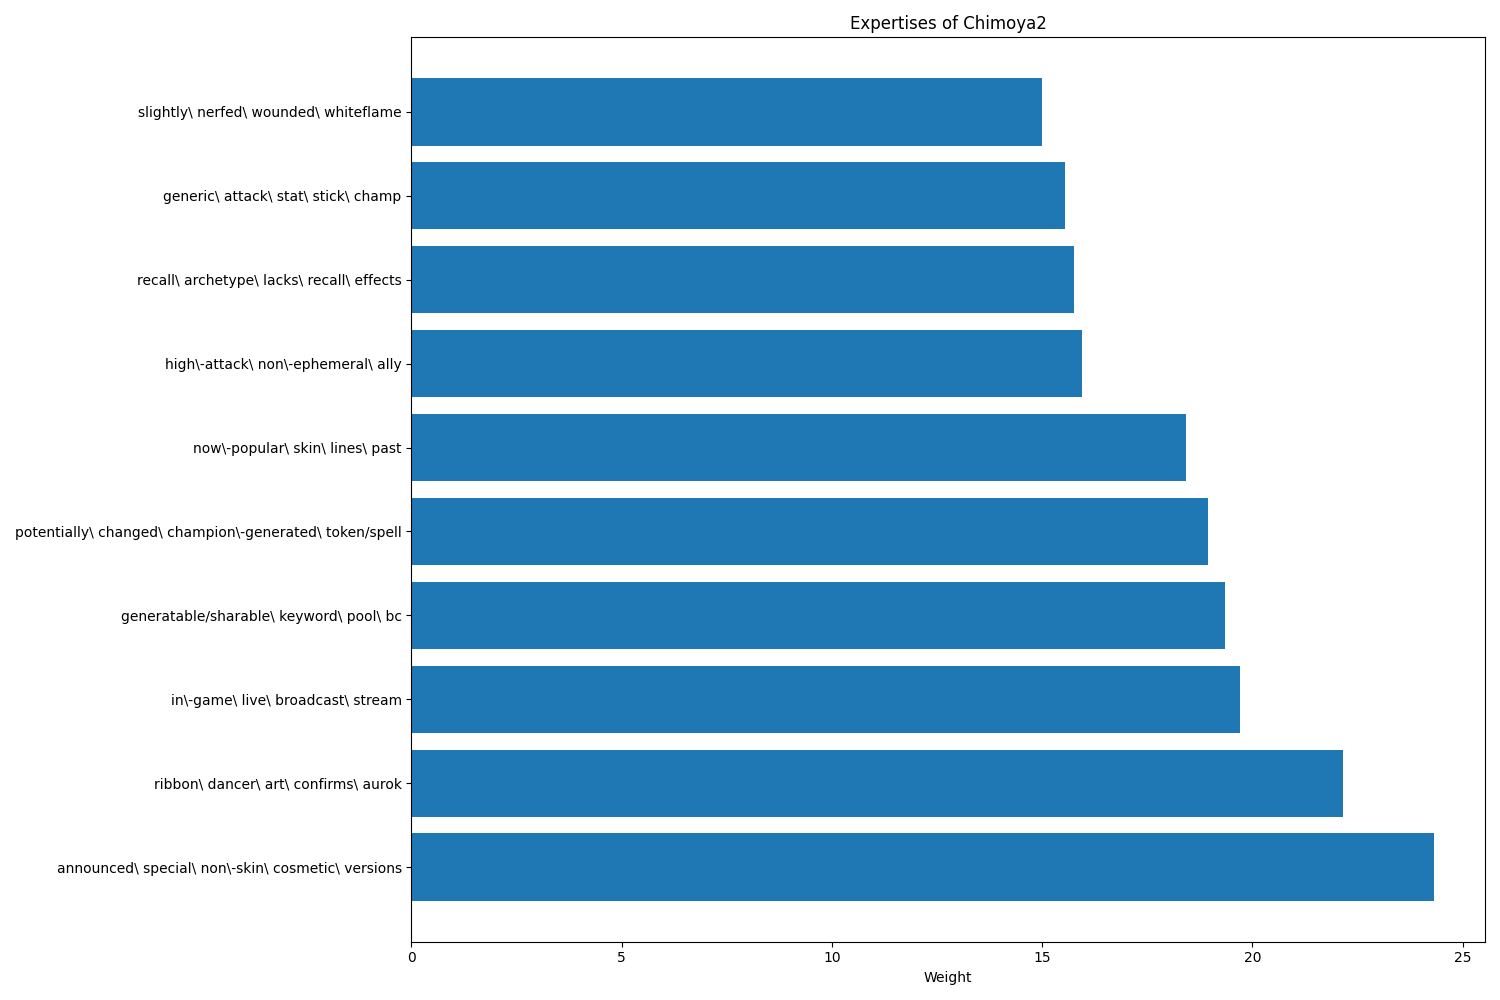 Expertises of Chimoya2
slightly\ nerfed\ wounded\ whiteflame
generic\ attack\ stat\ stick\ champ
recall\ archetype\ lacks\ recall\ effects
high\-attack\ non\-ephemeral\ ally
now\-popular\ skin\ lines\ past
potentially\ changed\ champion\-generated\ token/spell
generatable/sharable\ keyword\ pool\ bc
in\-game\ live\ broadcast\ stream
ribbon\ dancer\ art\ confirms\ aurok
announced\ special\ non\-skin\ cosmetic\ versions
0 5 10 15 20 25
Weight